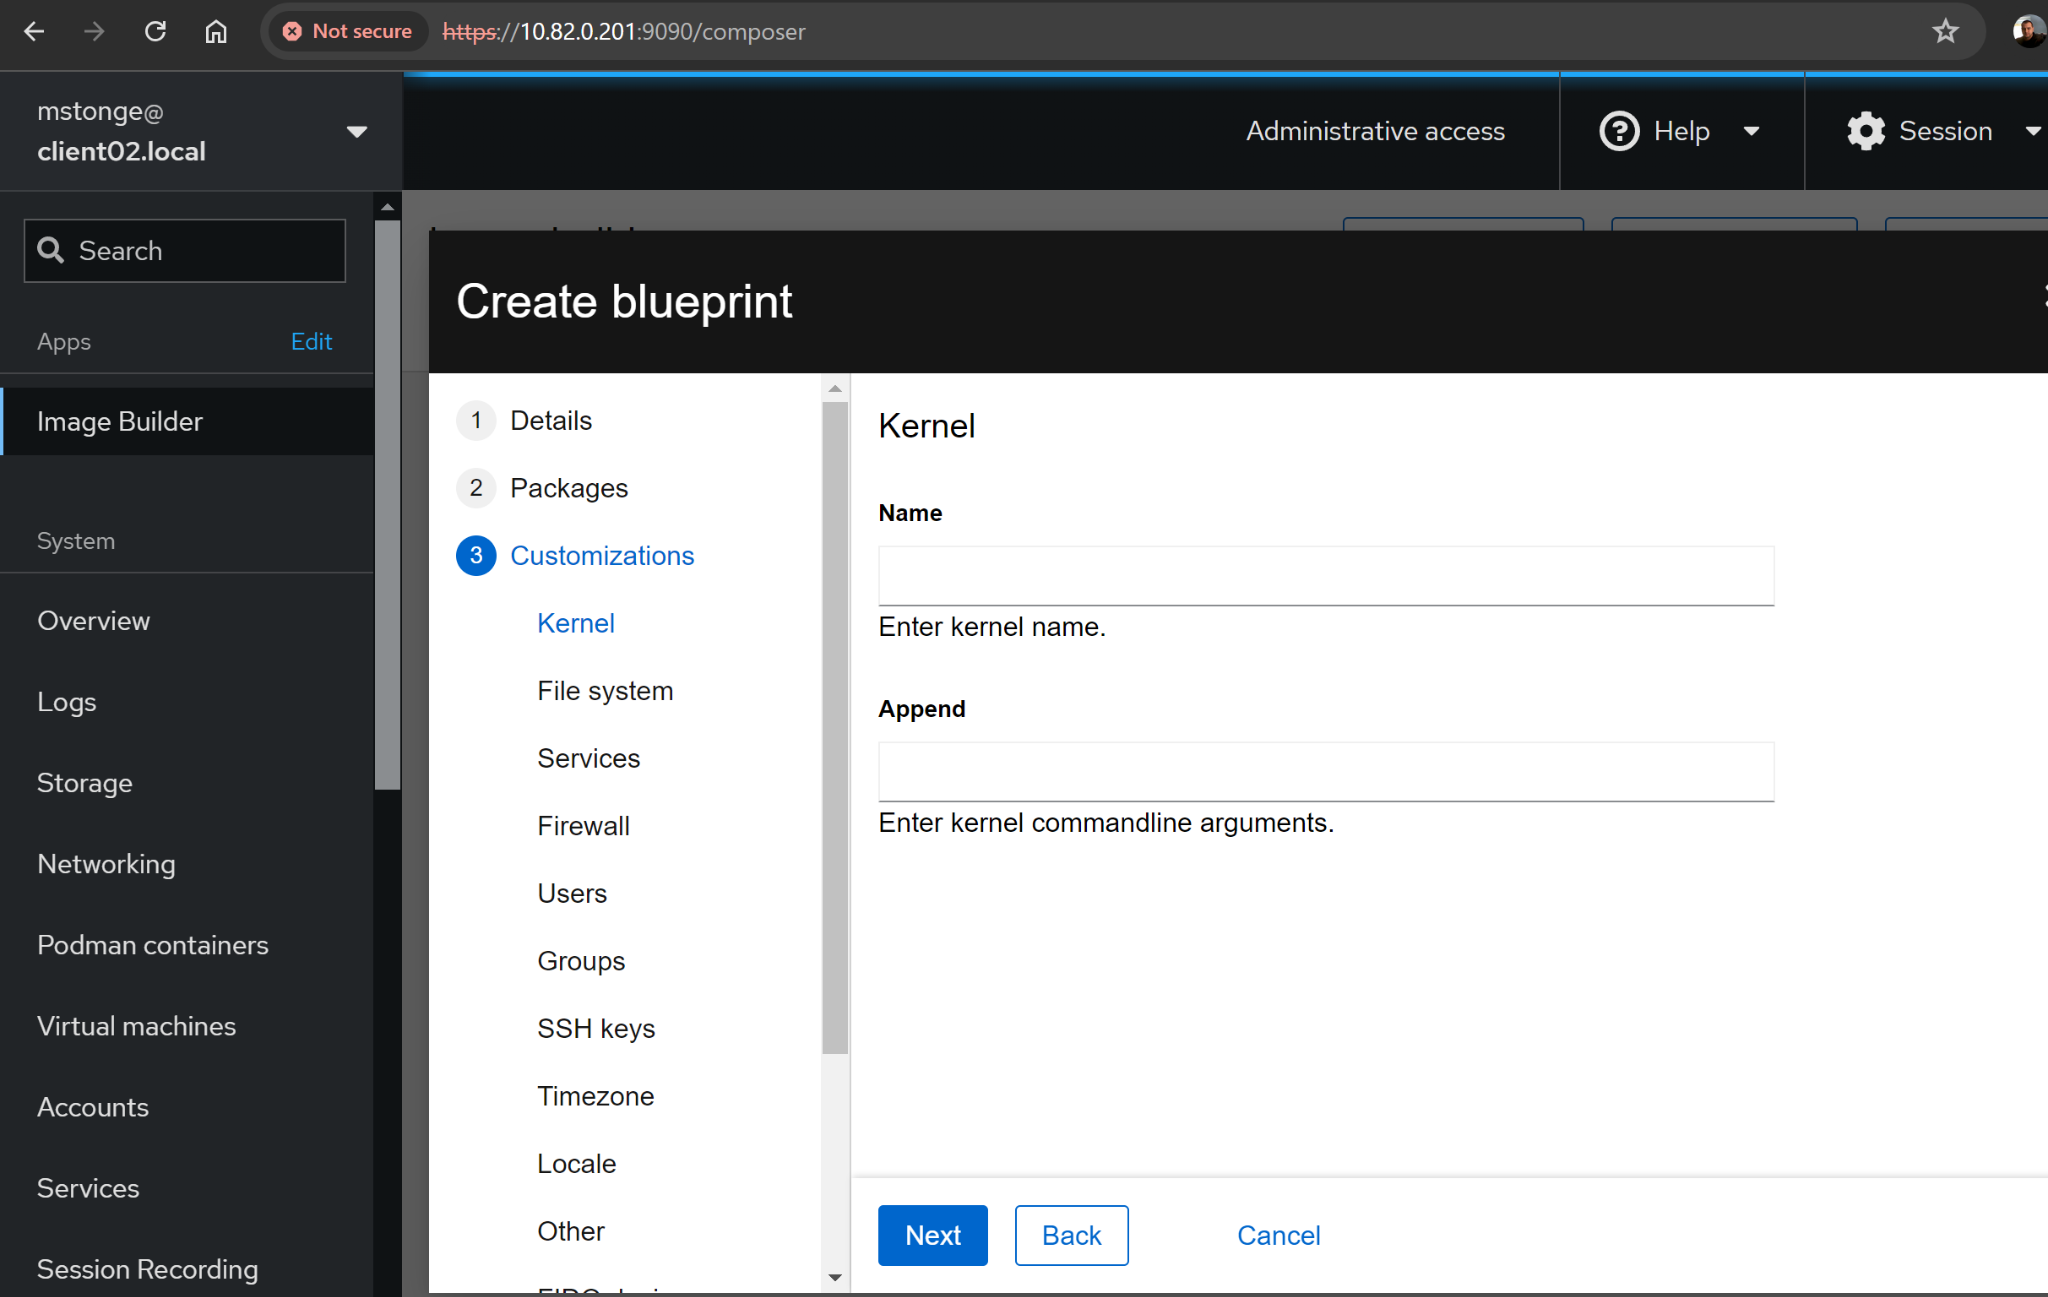 Not secure https://10.82.0.201:9090/composer
mstonge@
client02.local
Administrative access
Help
Session
Search
Apps
Edit
Image Builder
System
Overview
Logs
Storage
Networking
Podman containers
Virtual machines
Accounts
Services
Session Recording
Create blueprint
1 Details
2 Packages
3 Customizations
Kernel
File system
Services
Firewall
Users
Groups
SSH keys
Timezone
Locale
Other
Kernel
Name
Enter kernel name.
Append
Enter kernel commandline arguments.
Next
Back
Cancel